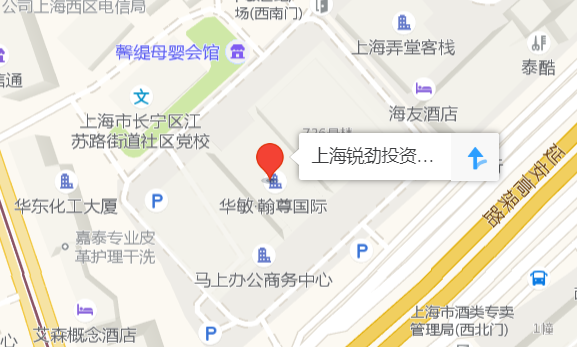 公司上海西区电信局
场(西南门)
馨缇母婴会馆
上海弄堂客栈
泰酷
信通
海友酒店
上海市长宁区江
苏路街道社区党校
上海锐劲投资...
延安高架路
华东化工大厦
华敏·翰尊国际
嘉泰专业皮
革护理干洗
P
P
马上办公商务中心
上海市酒类专卖
管理局(西北门)
1幢
艾森概念酒店
P
心